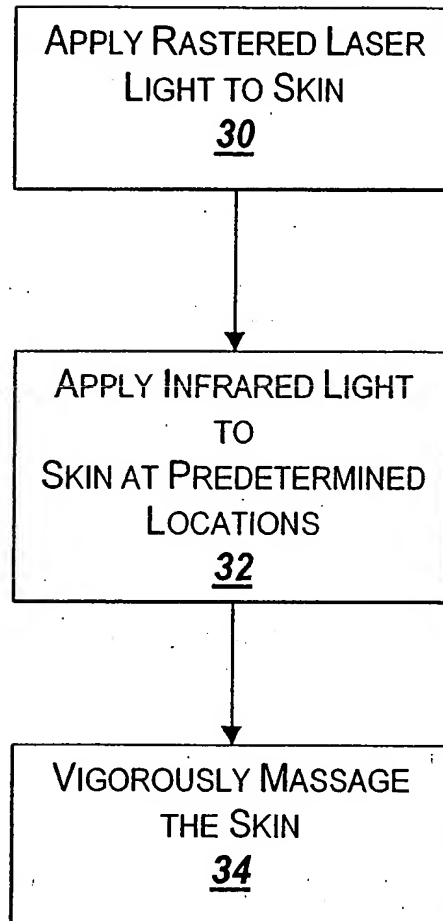 APPLY RASTERED LASER
LIGHT TO SKIN
30
APPLY INFRARED LIGHT
TO
SKIN AT PREDETERMINED
LOCATIONS
32
VIGOROUSLY MASSAGE
THE SKIN
34